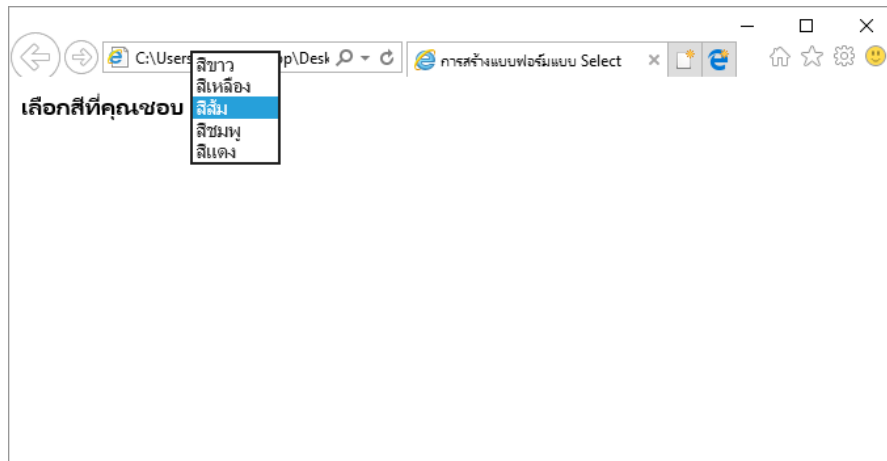 C:\Users
p\Desk
การสร้างแบบฟอร์มแบบ Select
เลือกสีที่คุณชอบ
สีขาว
สีเหลือง
สีส้ม
สีชมพู
สีแดง